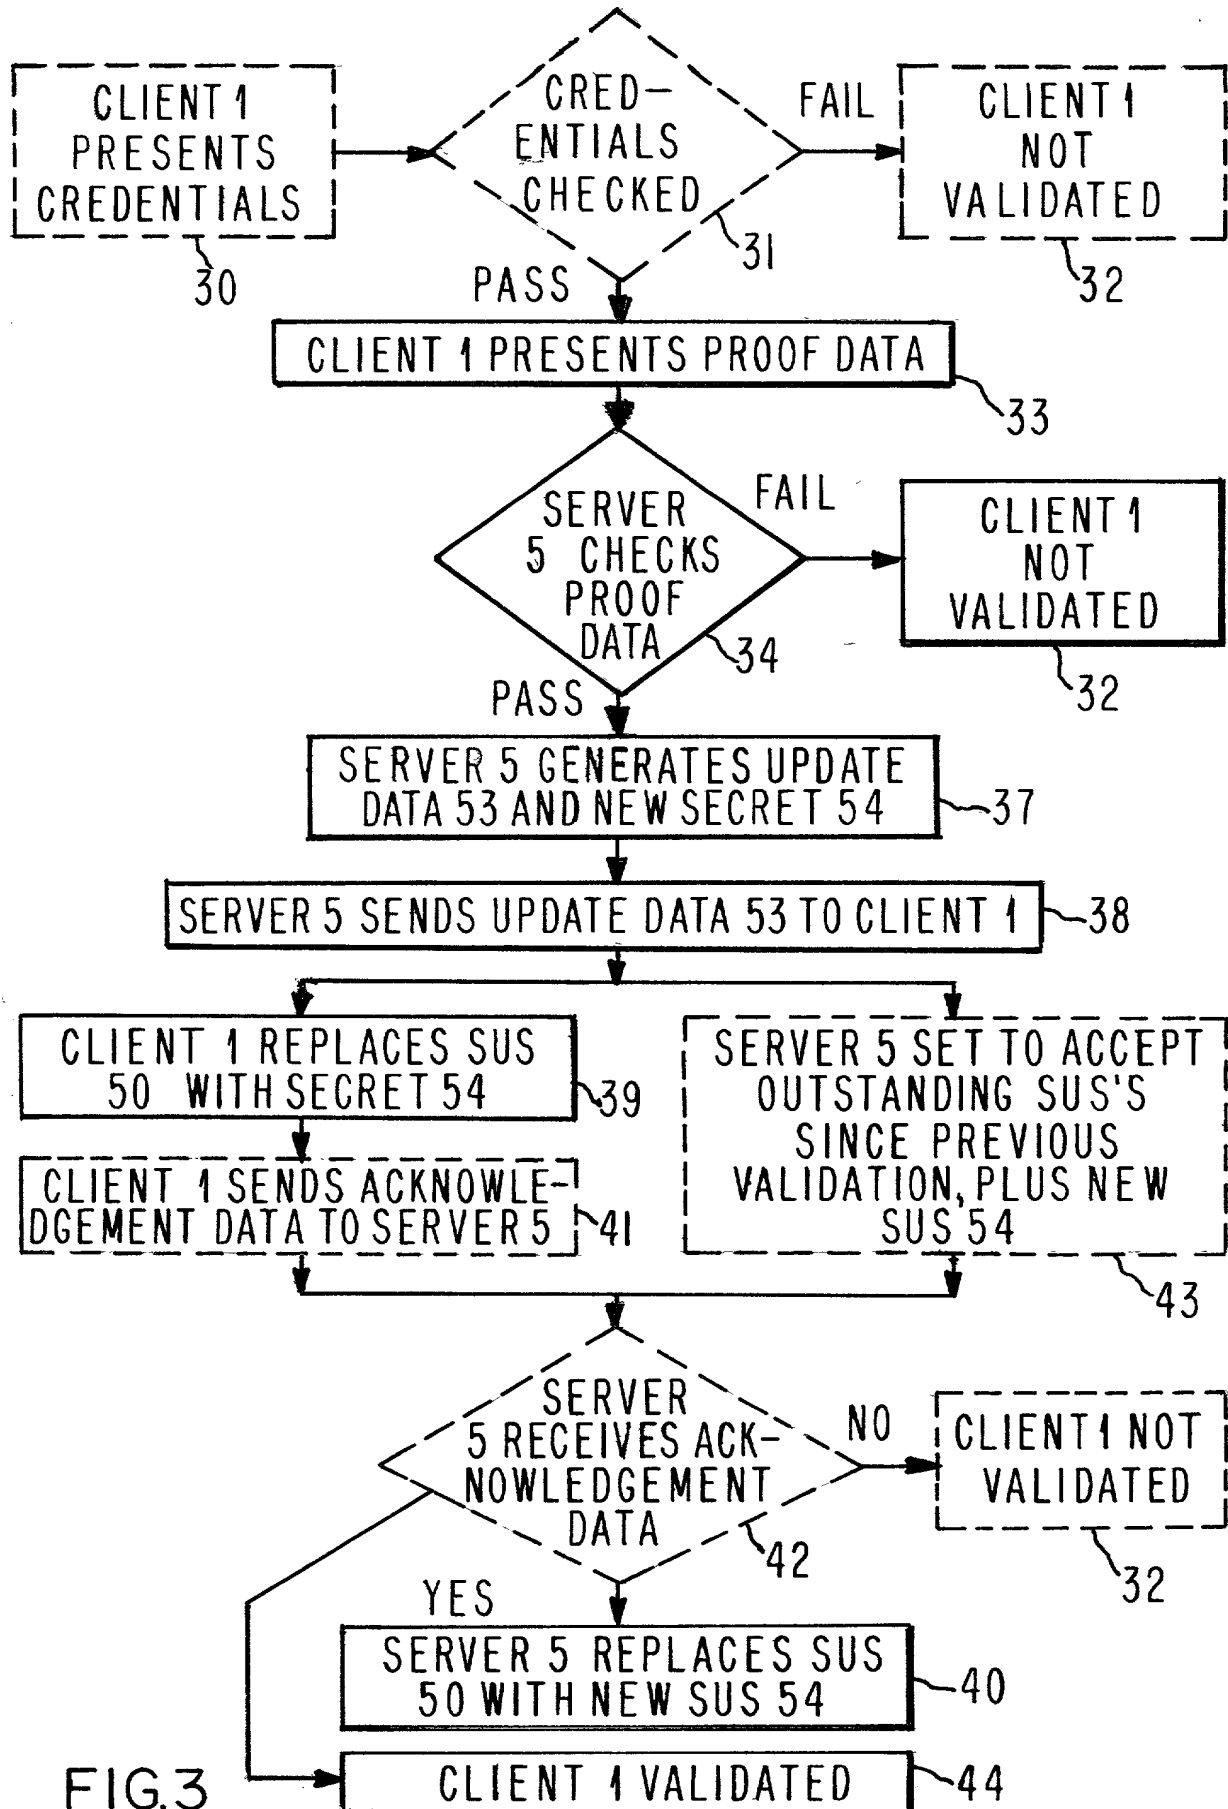 CLIENT 1
PRESENTS
CREDENTIALS
30
CRED-
ENTIALS
CHECKED
31
FAIL
CLIENT 1
NOT
VALIDATED
32
PASS
CLIENT 1 PRESENTS PROOF DATA
33
SERVER
5 CHECKS
PROOF
DATA
34
FAIL
CLIENT 1
NOT
VALIDATED
32
PASS
SERVER 5 GENERATES UPDATE
DATA 53 AND NEW SECRET 54
37
SERVER 5 SENDS UPDATE DATA 53 TO CLIENT 1
38
CLIENT 1 REPLACES SUS
50 WITH SECRET 54
39
CLIENT 1 SENDS ACKNOWLE-
DGEMENT DATA TO SERVER 5
41
SERVER 5 SET TO ACCEPT
OUTSTANDING SUS'S
SINCE PREVIOUS
VALIDATION, PLUS NEW
SUS 54
43
SERVER
5 RECEIVES ACK-
NOWLEDGEMENT
DATA
42
NO
CLIENT 1 NOT
VALIDATED
32
YES
SERVER 5 REPLACES SUS
50 WITH NEW SUS 54
40
CLIENT 1 VALIDATED
44
FIG.3